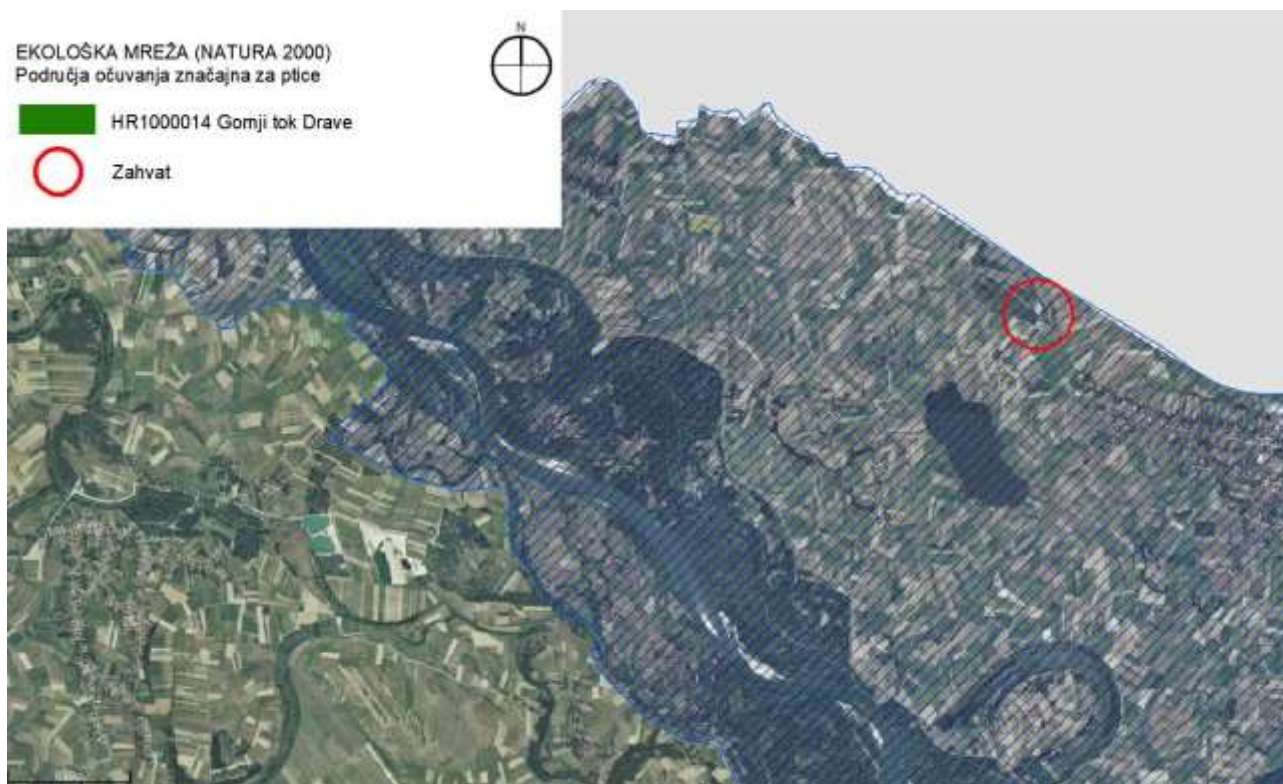 N
EKOLOŠKA MREŽA (NATURA 2000)
Područja očuvanja značajna za ptice
HR1000014 Gornji tok Drave
Zahvat